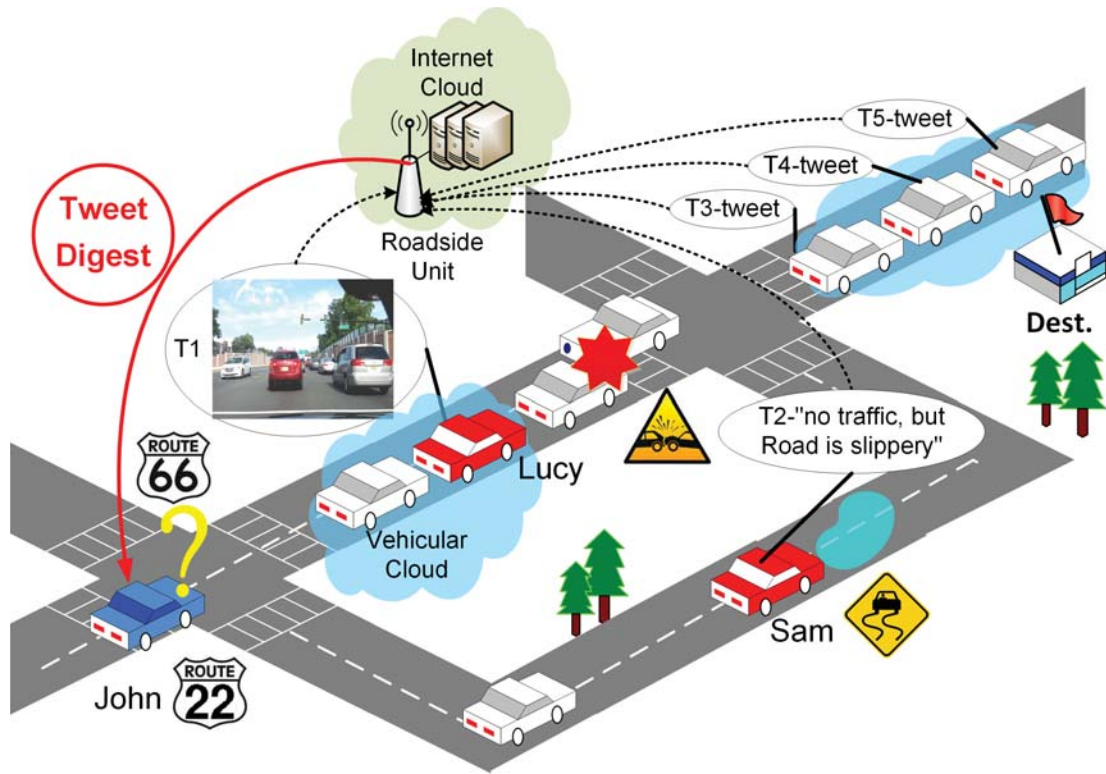 Internet
Cloud
T5-tweet
T4-tweet
T3-tweet
Tweet
Digest
Roadside
Unit
T1
Dest.
ROUTE
66
Lucy
T2-"no traffic, but
Road is slippery"
Vehicular
Cloud
Sam
John
ROUTE
22